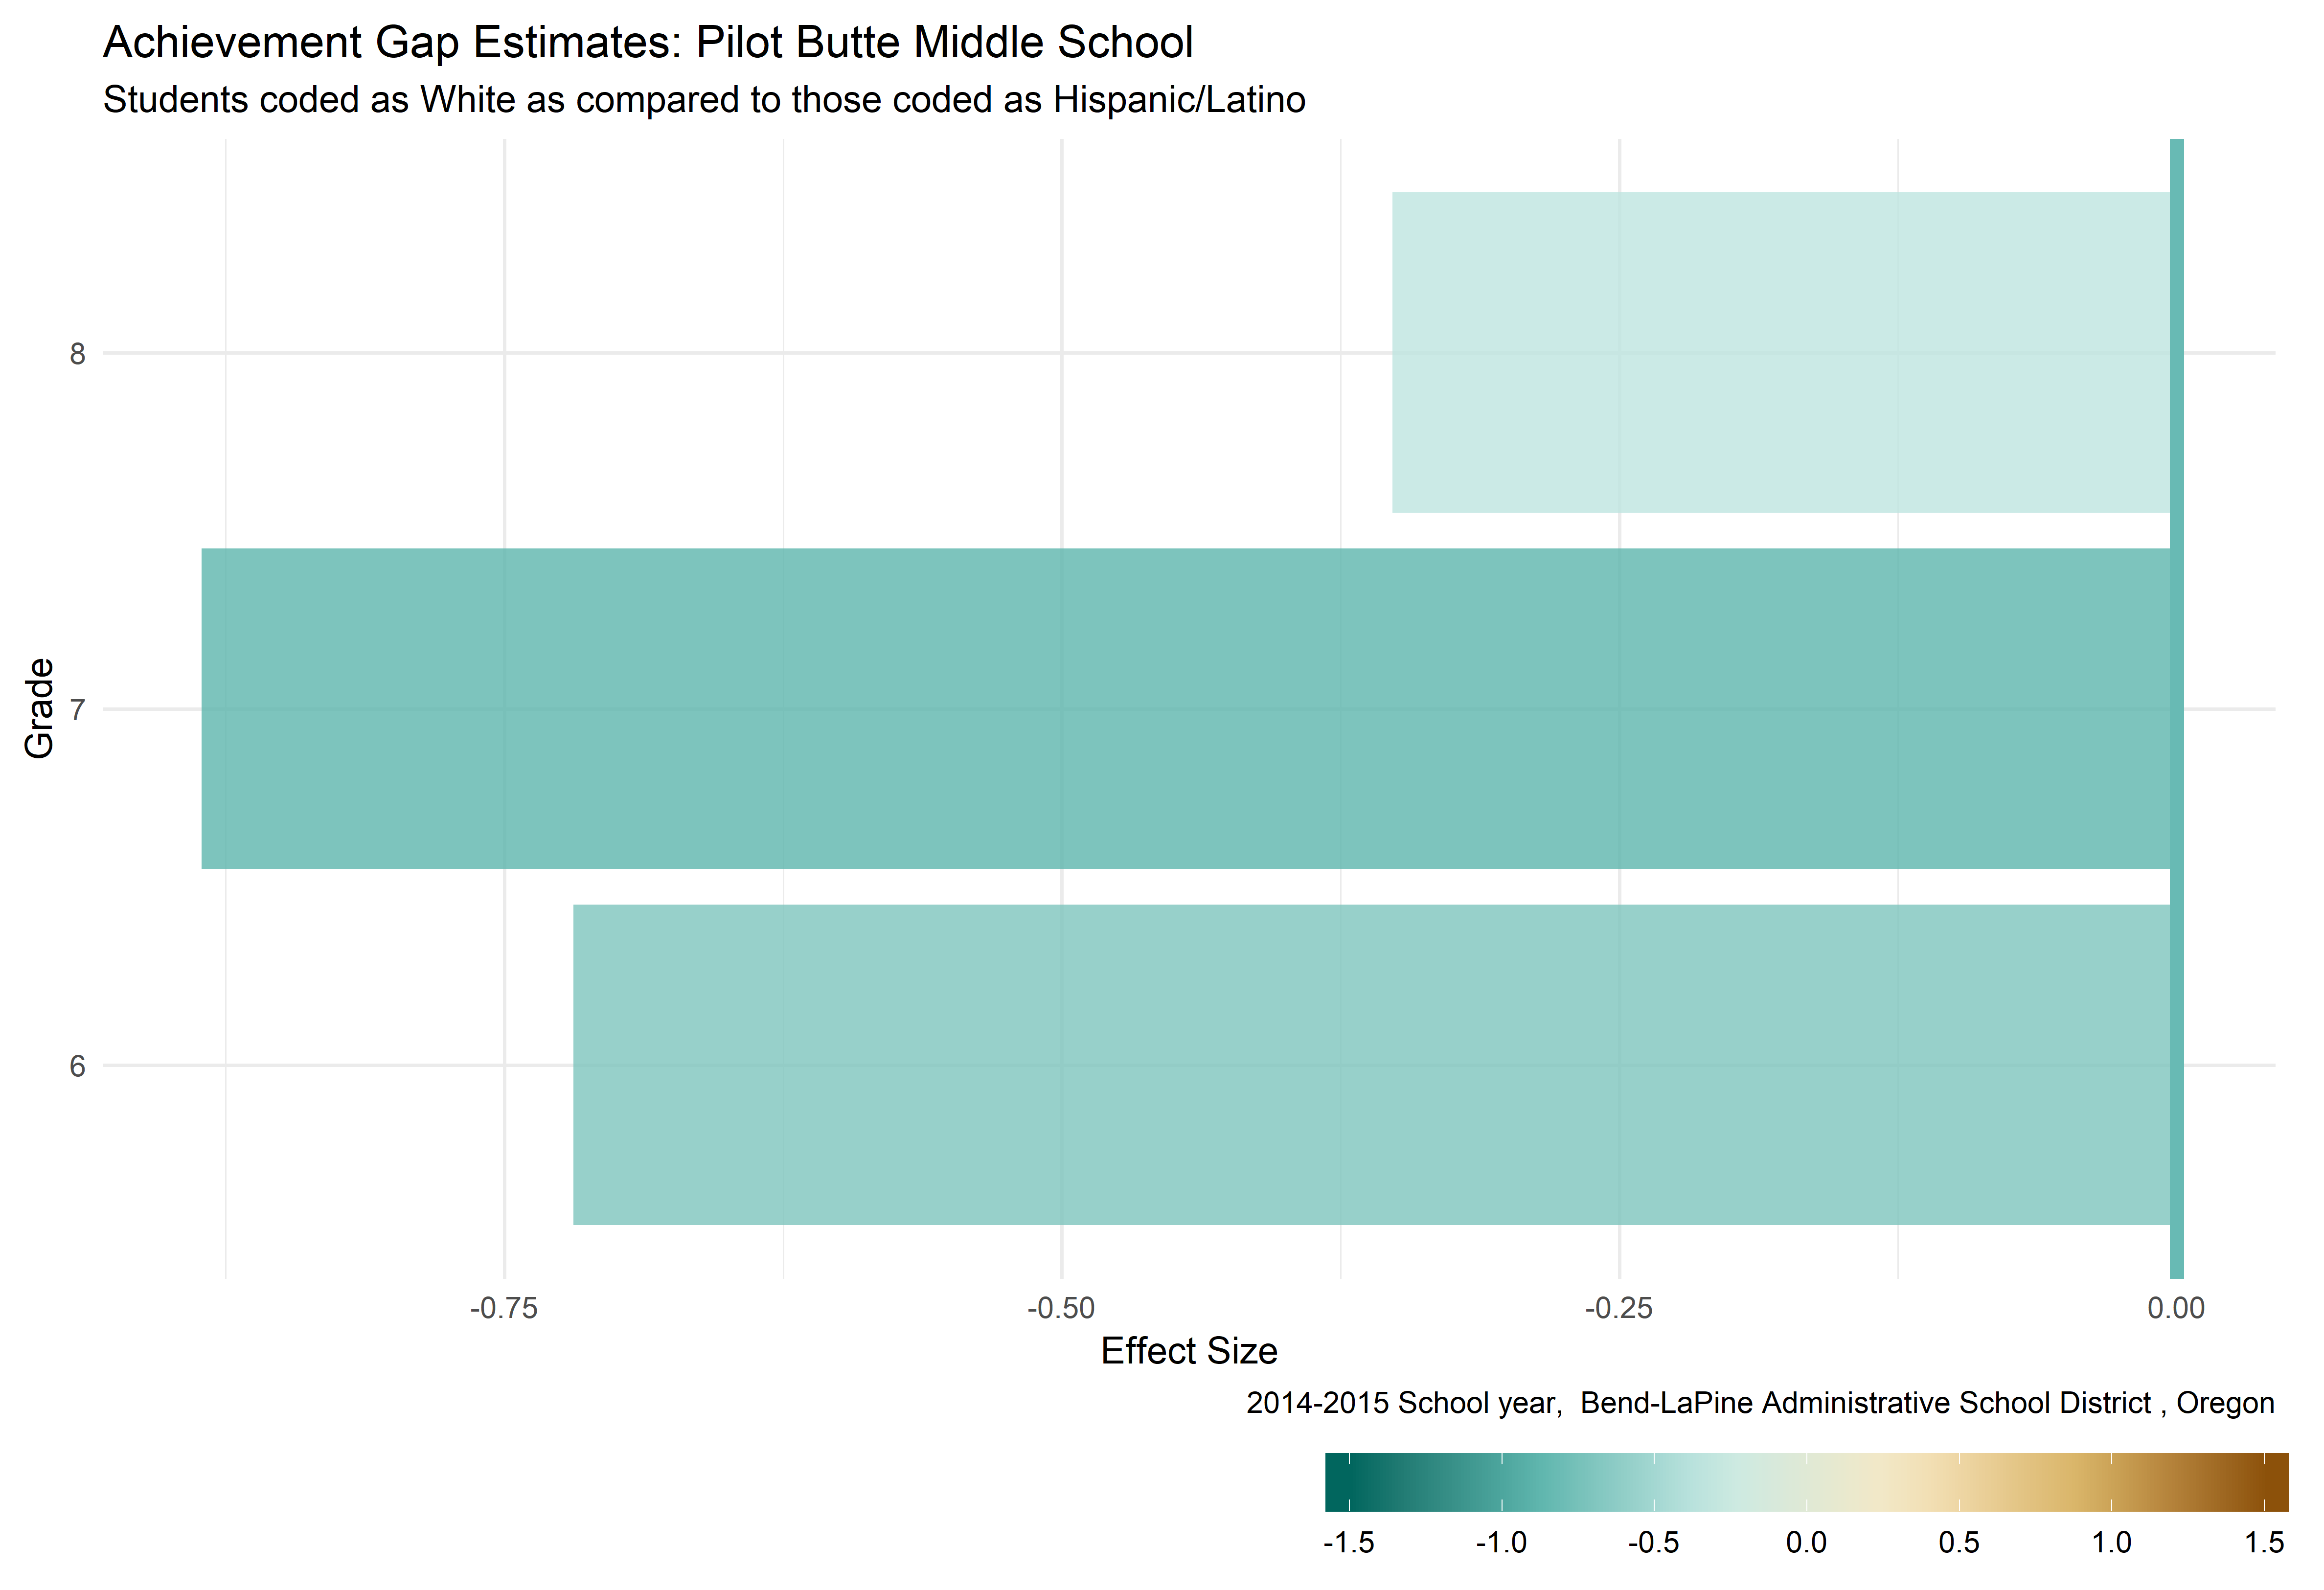 Achievement Gap Estimates: Pilot Butte Middle School
Students coded as White as compared to those coded as Hispanic/Latino
8
7
6
Grade
-0.75 -0.50 -0.25 0.00
Effect Size
2014-2015 School year,  Bend-LaPine Administrative School District , Oregon
-1.5 -1.0 -0.5 0.0 0.5 1.0 1.5